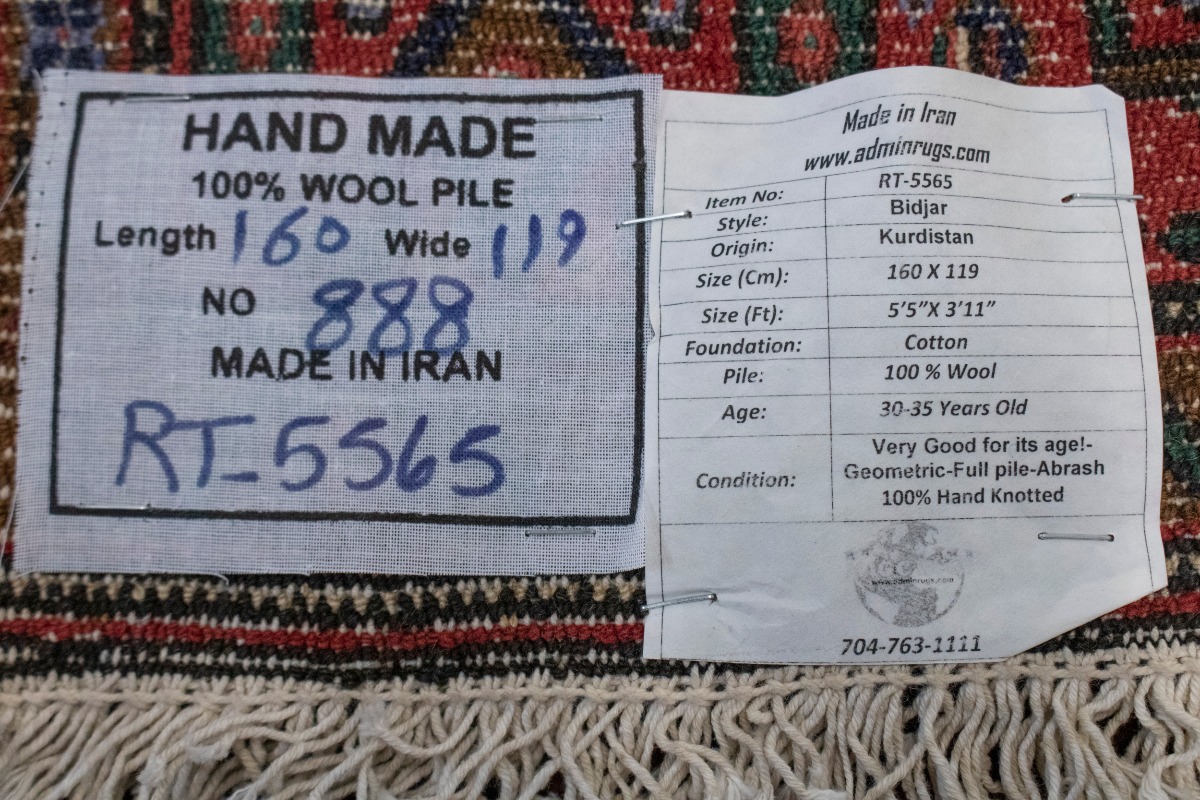 HAND MADE
100% WOOL PILE
Length 160 Wide 119
NO 888
MADE IN IRAN
RT-5565
Made in Iran
www.adminrugs.com
Item No: RT-5565
Style: Bidjar
Origin: Kurdistan
Size (Cm): 160 X 119
Size (Ft): 5'5"X 3'11"
Foundation: Cotton
Pile: 100 % Wool
Age: 30-35 Years Old
Condition: Very Good for its age!-
Geometric-Full pile-Abrash
100% Hand Knotted
www.adminrugs.com
704-763-1111